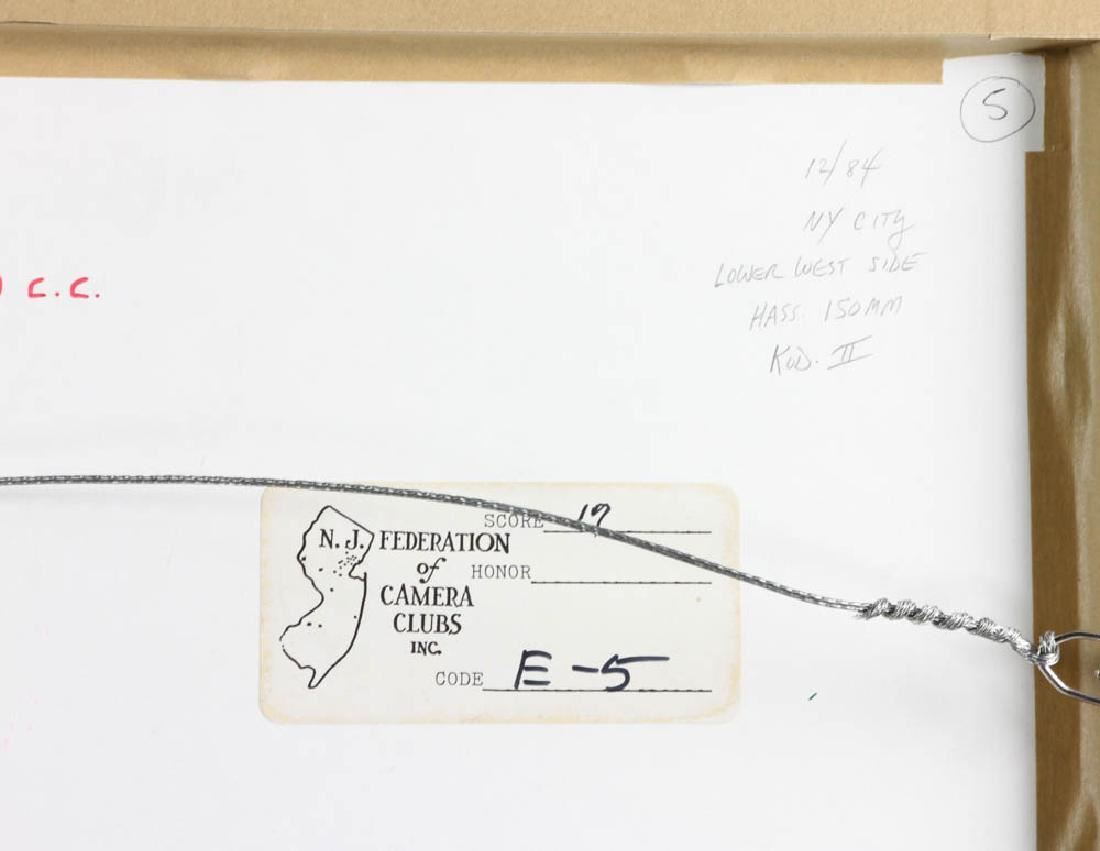 5
12/84
NY CITY
LOWER WEST SIDE
HASS. 150MM
KOD. II
C.C.
SCORE 19
N. J. FEDERATION
of
HONOR
CAMERA
CLUBS
INC.
CODE E-5